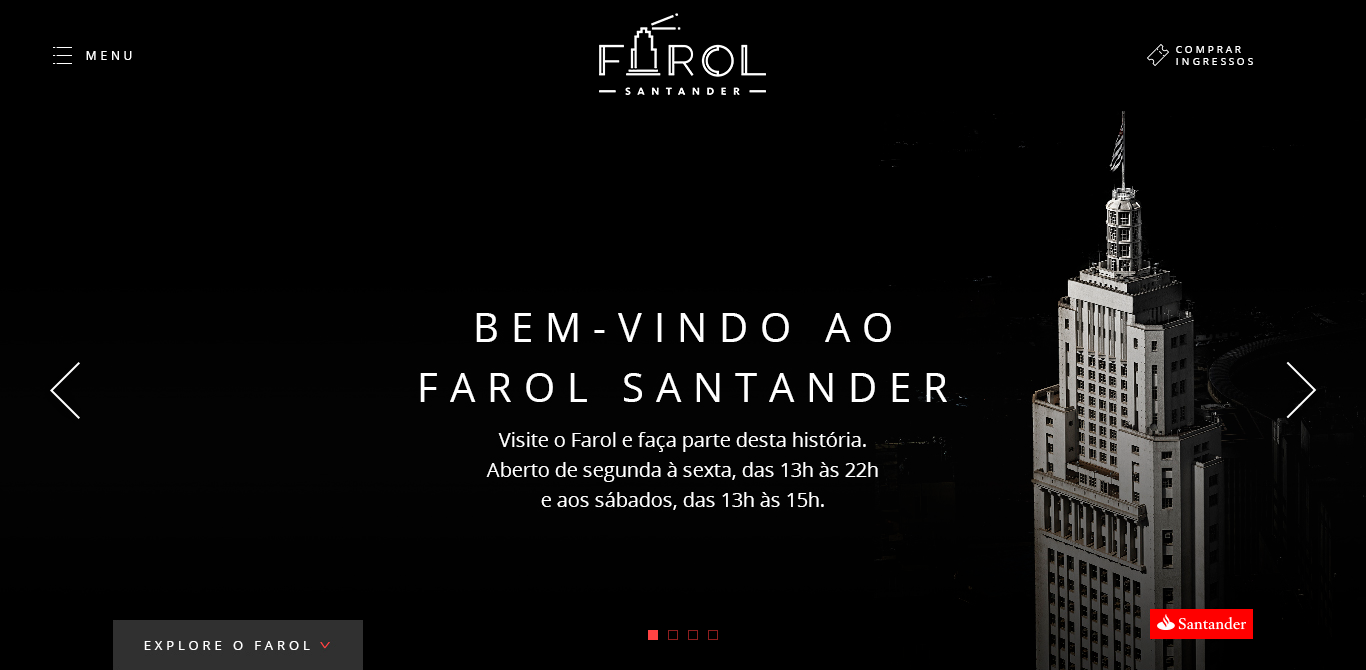 MENU
FAROL
SANTANDER
COMPRAR
INGRESSOS
BEM-VINDO AO
FAROL SANTANDER
Visite o Farol e faça parte desta história.
Aberto de segunda à sexta, das 13h às 22h
e aos sábados, das 13h às 15h.
EXPLORE O FAROL
Santander